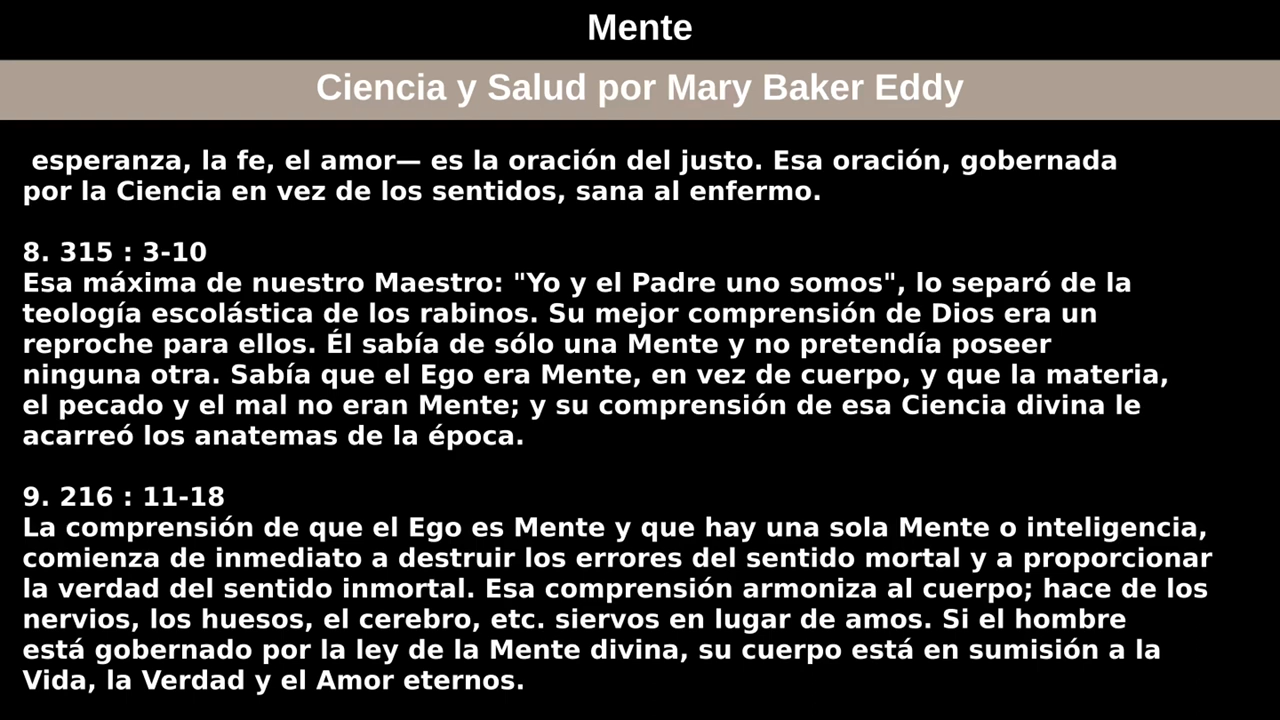 Mente
Ciencia y Salud por Mary Baker Eddy
esperanza, la fe, el amor— es la oración del justo. Esa oración, gobernada
por la Ciencia en vez de los sentidos, sana al enfermo.
8. 315 : 3-10
Esa máxima de nuestro Maestro: "Yo y el Padre uno somos", lo separó de la
teología escolástica de los rabinos. Su mejor comprensión de Dios era un
reproche para ellos. Él sabía de sólo una Mente y no pretendía poseer
ninguna otra. Sabía que el Ego era Mente, en vez de cuerpo, y que la materia,
el pecado y el mal no eran Mente; y su comprensión de esa Ciencia divina le
acarreó los anatemas de la época.
9. 216 : 11-18
La comprensión de que el Ego es Mente y que hay una sola Mente o inteligencia,
comienza de inmediato a destruir los errores del sentido mortal y a proporcionar
la verdad del sentido inmortal. Esa comprensión armoniza al cuerpo; hace de los
nervios, los huesos, el cerebro, etc. siervos en lugar de amos. Si el hombre
está gobernado por la ley de la Mente divina, su cuerpo está en sumisión a la
Vida, la Verdad y el Amor eternos.